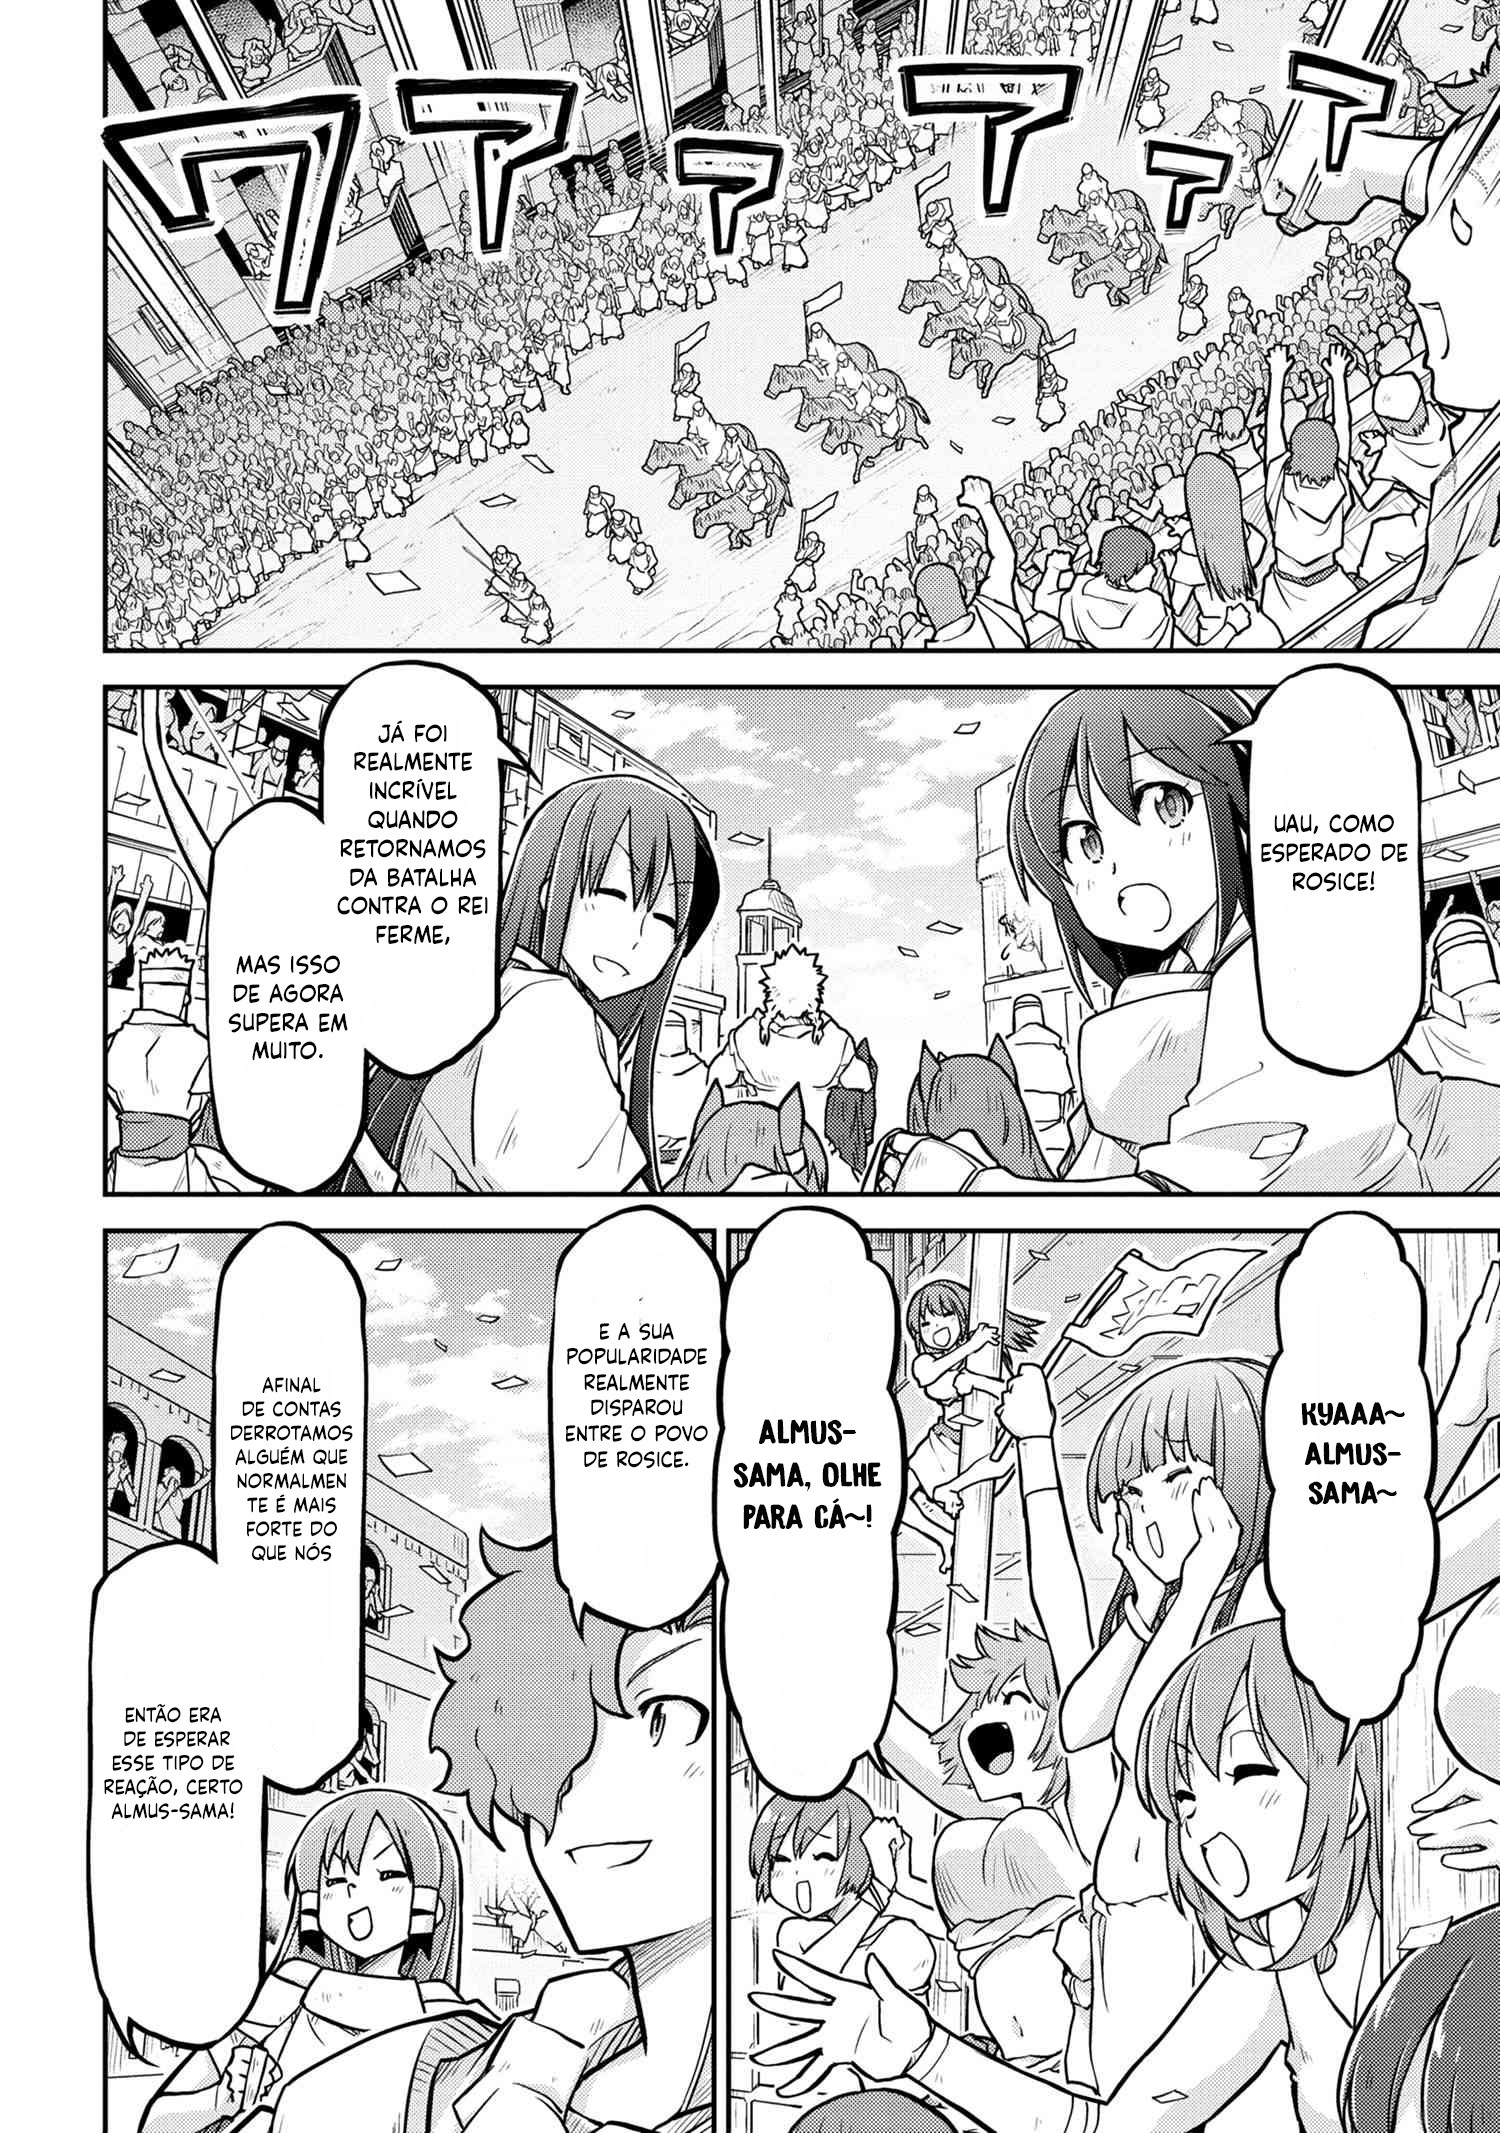 ワァァァァ
UAU, COMO
ESPERADO DE
ROSICE!
JÁ FOI
REALMENTE
INCRÍVEL
QUANDO
RETORNAMOS
DA BATALHA
CONTRA O REI
FERME,
MAS ISSO
DE AGORA
SUPERA EM
MUITO.
KYAAA~
ALMUS-
SAMA~
ALMUS-
SAMA, OLHE
PARA CÁ~!
E A SUA
POPULARIDADE
REALMENTE
DISPAROU
ENTRE O POVO
DE ROSICE.
AFINAL
DE CONTAS
DERROTAMOS
ALGUÉM QUE
NORMALMEN
TE É MAIS
FORTE DO
QUE NÓS
ENTÃO ERA
DE ESPERAR
ESSE TIPO DE
REAÇÃO, CERTO
ALMUS-SAMA!